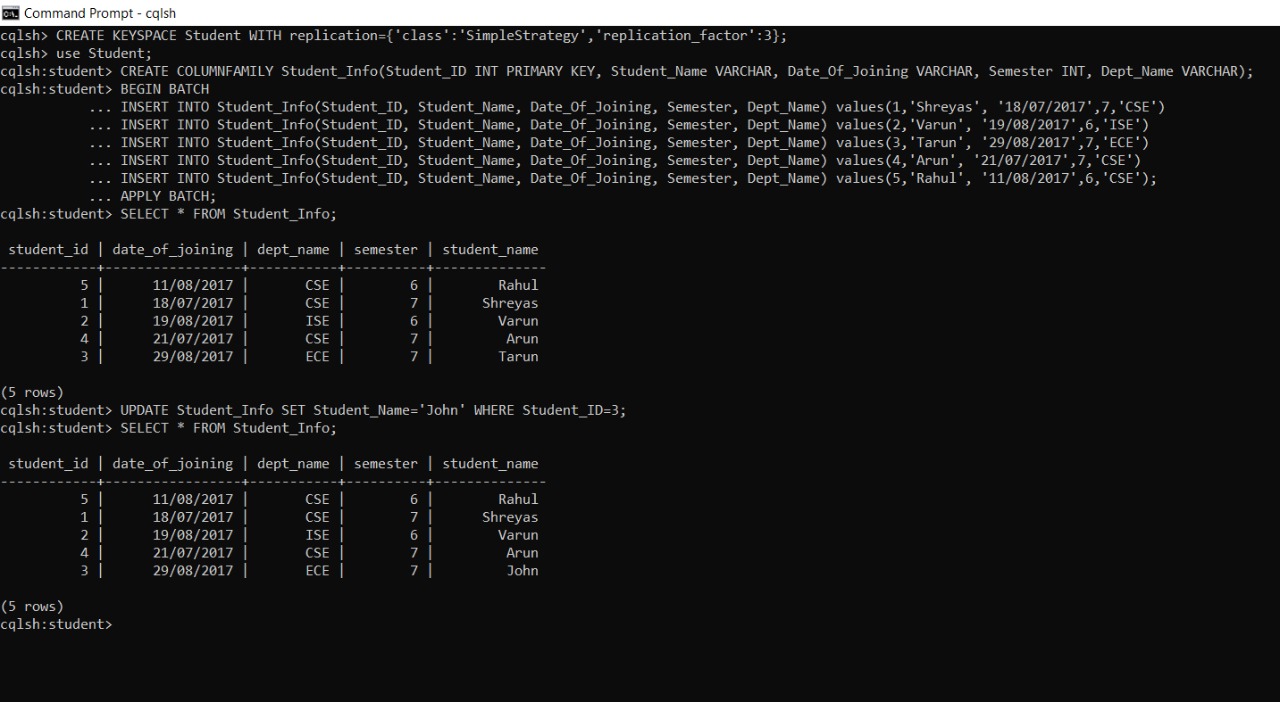 Command Prompt - cqlsh
cqlsh> CREATE KEYSPACE Student WITH replication={'class':'SimpleStrategy','replication_factor':3};
cqlsh> use Student;
cqlsh:student> CREATE COLUMNFAMILY Student_Info(Student_ID INT PRIMARY KEY, Student_Name VARCHAR, Date_Of_Joining VARCHAR, Semester INT, Dept_Name VARCHAR);
cqlsh:student> BEGIN BATCH
           ... INSERT INTO Student_Info(Student_ID, Student_Name, Date_Of_Joining, Semester, Dept_Name) values(1,'Shreyas', '18/07/2017',7,'CSE')
           ... INSERT INTO Student_Info(Student_ID, Student_Name, Date_Of_Joining, Semester, Dept_Name) values(2,'Varun', '19/08/2017',6,'ISE')
           ... INSERT INTO Student_Info(Student_ID, Student_Name, Date_Of_Joining, Semester, Dept_Name) values(3,'Tarun', '29/08/2017',7,'ECE')
           ... INSERT INTO Student_Info(Student_ID, Student_Name, Date_Of_Joining, Semester, Dept_Name) values(4,'Arun', '21/07/2017',7,'CSE')
           ... INSERT INTO Student_Info(Student_ID, Student_Name, Date_Of_Joining, Semester, Dept_Name) values(5,'Rahul', '11/08/2017',6,'CSE');
           ... APPLY BATCH;
cqlsh:student> SELECT * FROM Student_Info;
 student_id | date_of_joining | dept_name | semester | student_name
------------+-----------------+-----------+----------+--------------
          5 |      11/08/2017 |       CSE |        6 |        Rahul
          1 |      18/07/2017 |       CSE |        7 |      Shreyas
          2 |      19/08/2017 |       ISE |        6 |        Varun
          4 |      21/07/2017 |       CSE |        7 |         Arun
          3 |      29/08/2017 |       ECE |        7 |        Tarun
(5 rows)
cqlsh:student> UPDATE Student_Info SET Student_Name='John' WHERE Student_ID=3;
cqlsh:student> SELECT * FROM Student_Info;
 student_id | date_of_joining | dept_name | semester | student_name
------------+-----------------+-----------+----------+--------------
          5 |      11/08/2017 |       CSE |        6 |        Rahul
          1 |      18/07/2017 |       CSE |        7 |      Shreyas
          2 |      19/08/2017 |       ISE |        6 |        Varun
          4 |      21/07/2017 |       CSE |        7 |         Arun
          3 |      29/08/2017 |       ECE |        7 |         John
(5 rows)
cqlsh:student>